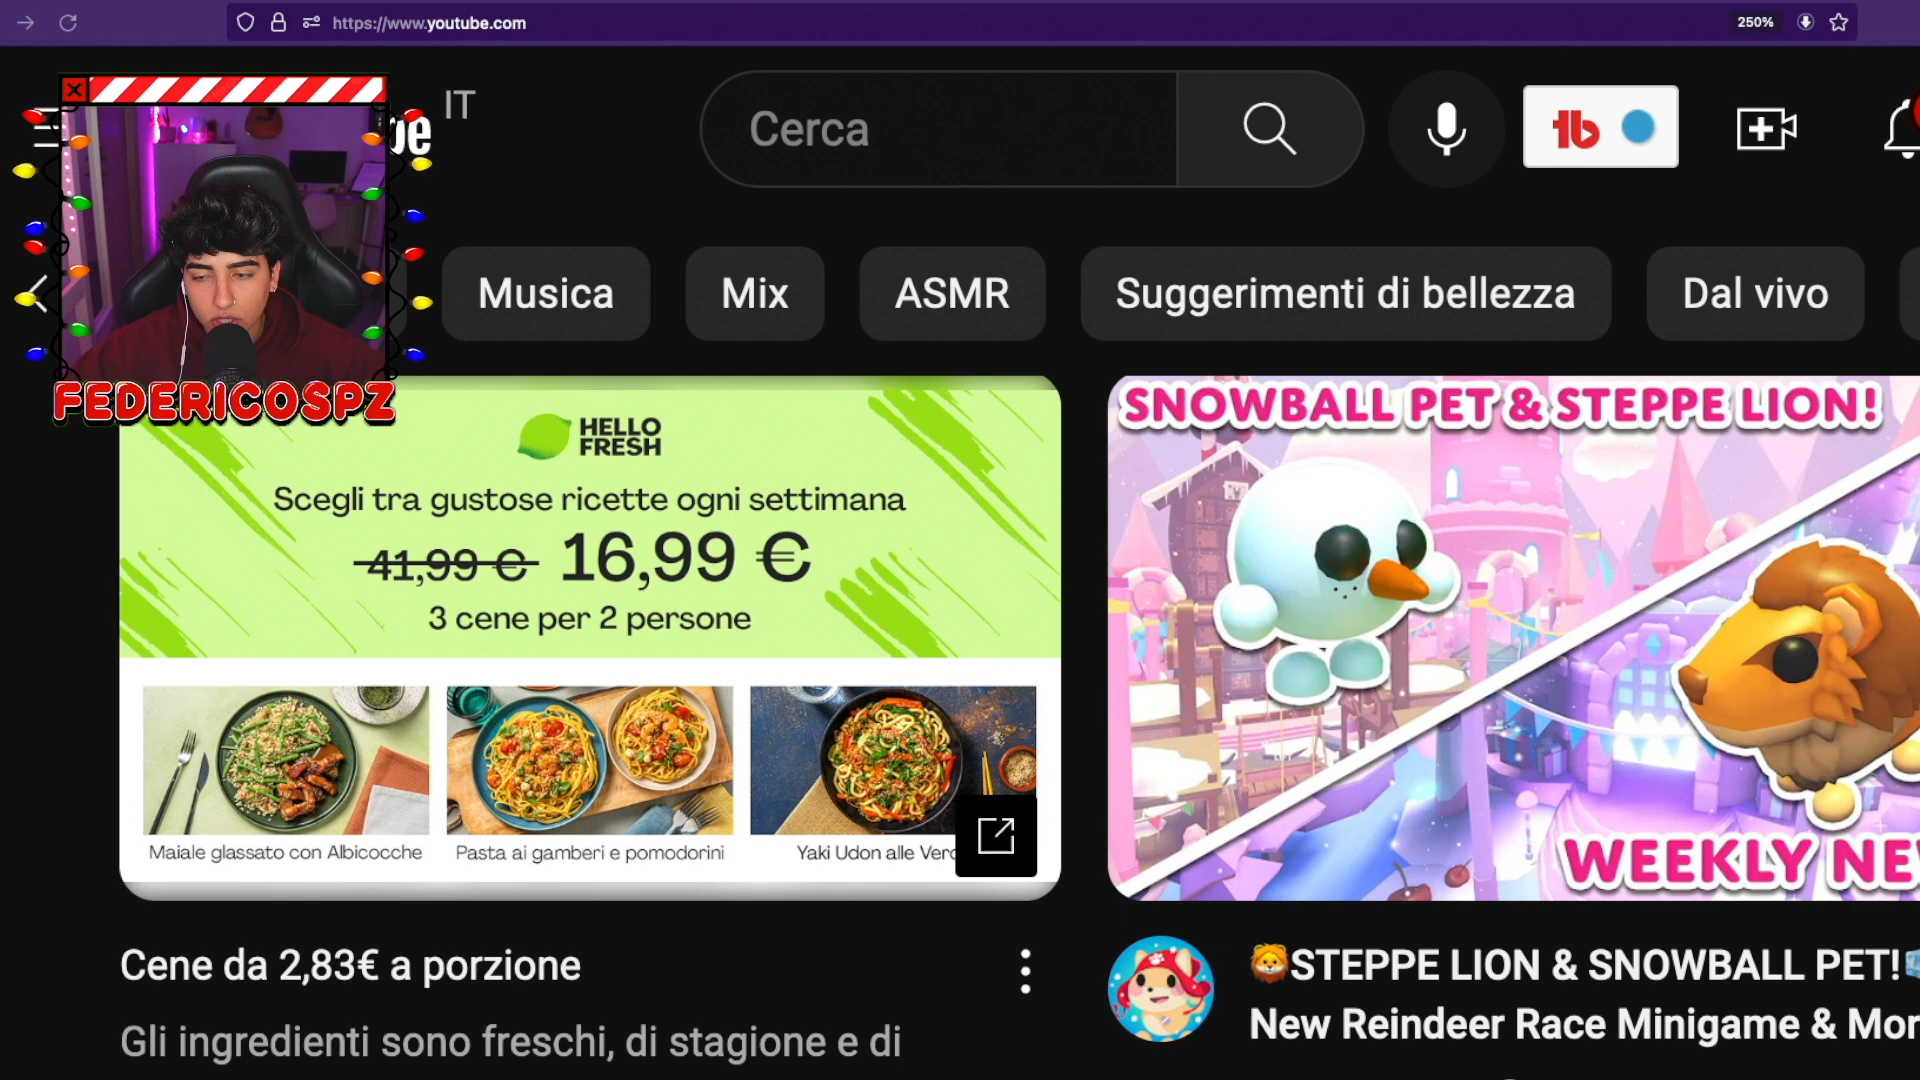 https://www.youtube.com
250%
IT
Cerca
tb
Musica
Mix
ASMR
Suggerimenti di bellezza
Dal vivo
FEDERICOSPZ
HELLO
FRESH
Scegli tra gustose ricette ogni settimana
41,99 € 16,99 €
3 cene per 2 persone
Maiale glassato con Albicocche
Pasta ai gamberi e pomodorini
Yaki Udon alle
SNOWBALL PET & STEPPE LION!
WEEKLY
Cene da 2,83€ a porzione
Gli ingredienti sono freschi, di stagione e di
🦁STEPPE LION & SNOWBALL PET!
New Reindeer Race Minigame &